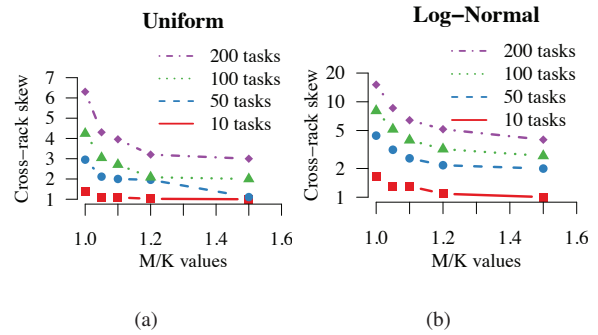 Uniform
200 tasks
100 tasks
50 tasks
10 tasks
Cross−rack skew
7
6
5
4
3
2
1
1.0 1.2 1.4 1.6
M/K values
(a)
Log−Normal
200 tasks
100 tasks
50 tasks
10 tasks
Cross−rack skew
20
10
5
2
1
1.0 1.2 1.4 1.6
M/K values
(b)